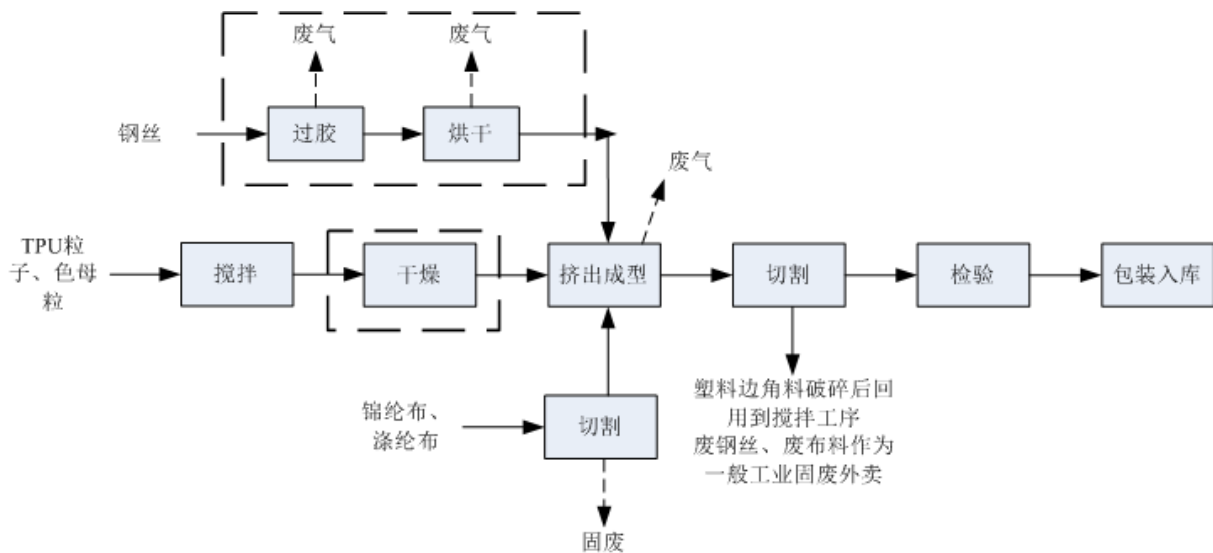 废气
废气
钢丝
过胶
烘干
废气
TPU粒
子、色母
粒
搅拌
干燥
挤出成型
切割
检验
包装入库
锦纶布、
涤纶布
切割
塑料边角料破碎后回
用到搅拌工序
废钢丝、废布料作为
一般工业固废外卖
固废